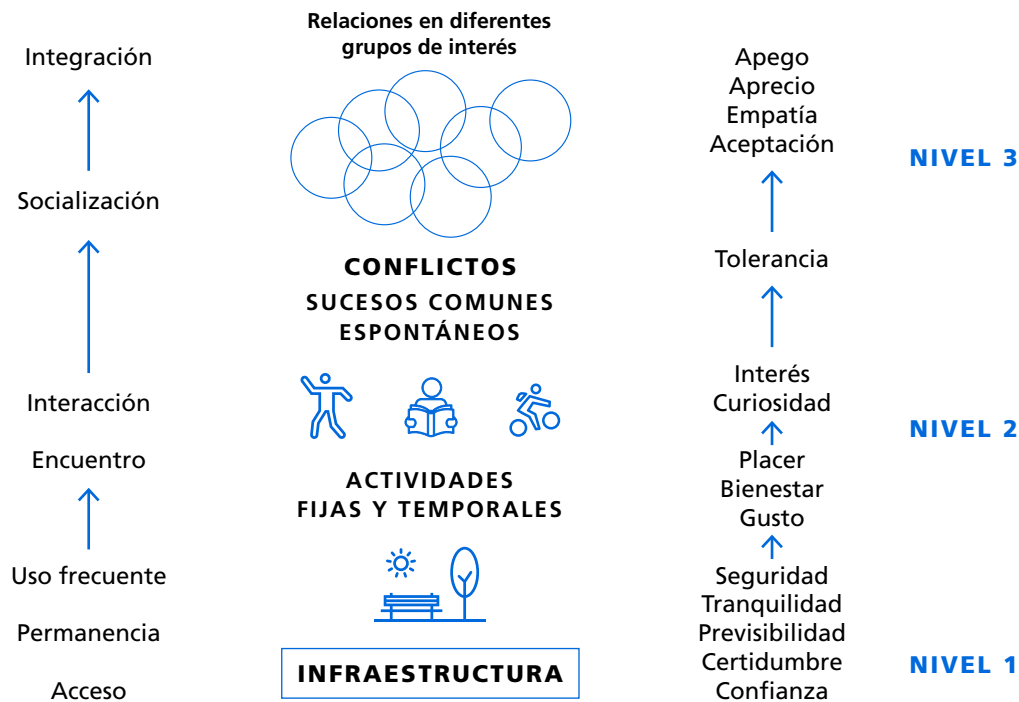 Integración
Socialización
Interacción
Encuentro
Uso frecuente
Permanencia
Acceso
Relaciones en diferentes
grupos de interés
CONFLICTOS
SUCESOS COMUNES
ESPONTÁNEOS
ACTIVIDADES
FIJAS Y TEMPORALES
INFRAESTRUCTURA
Apego
Aprecio
Empatía
Aceptación
Tolerancia
Interés
Curiosidad
Placer
Bienestar
Gusto
Seguridad
Tranquilidad
Previsibilidad
Certidumbre
Confianza
NIVEL 3
NIVEL 2
NIVEL 1